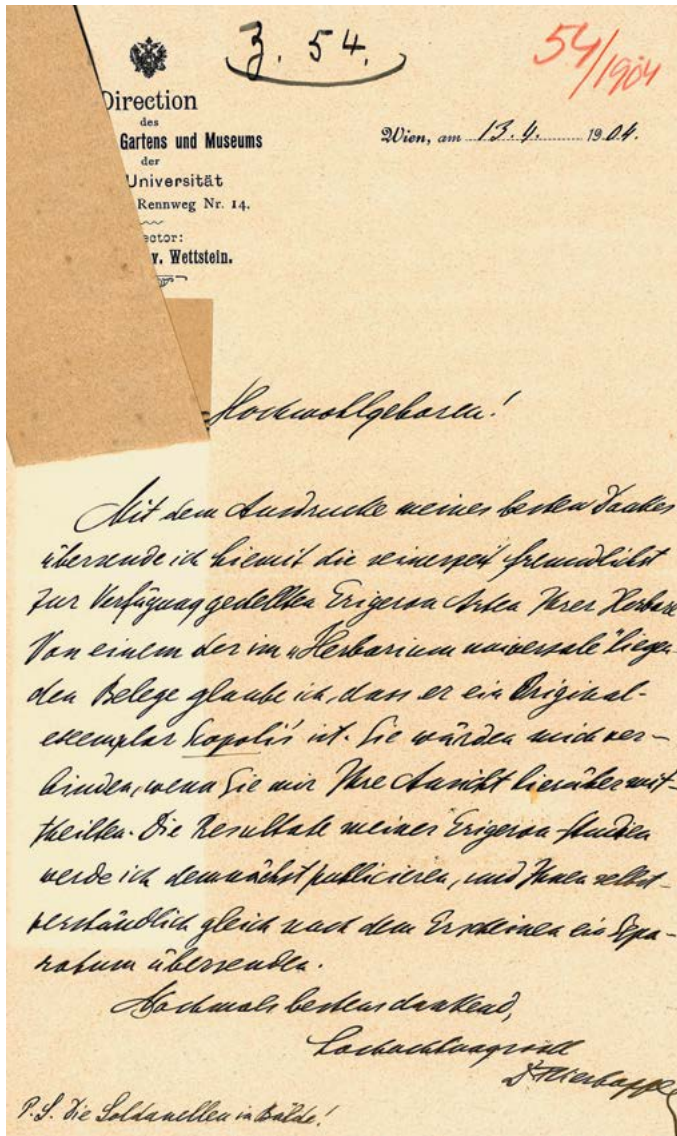 Z. 54.
54/1904
Direction
des
Gartens und Museums
der
Universität
Rennweg Nr. 14.
ector:
v. Wettstein.
Wien, am 13. 4. 1904.
Hochwohlgeboren!
Mit dem Ausdrucke meines besten Dankes
übersende ich hiemit die seinerzeit freundlichst
zur Verfügung gestellten Erigeron Arten Ihres Herbars
Von einem der im „Herbarium universale" liegen-
den Belege glaube ich, dass er ein Original-
exemplar Scopoli's ist. Sie würden mich ver-
binden, wenn Sie mir Ihre Ansicht hierüber mit-
theilten. Die Resultate meiner Erigeron-Studien
werde ich demnächst publicieren, und Ihnen selbst-
verständlich gleich nach dem Erscheinen ein Sepa-
ratum übersenden.
Nochmals bestens dankend,
hochachtungsvoll
Dr Vierhapper
P. S. Die Soldanellen in Bälde!